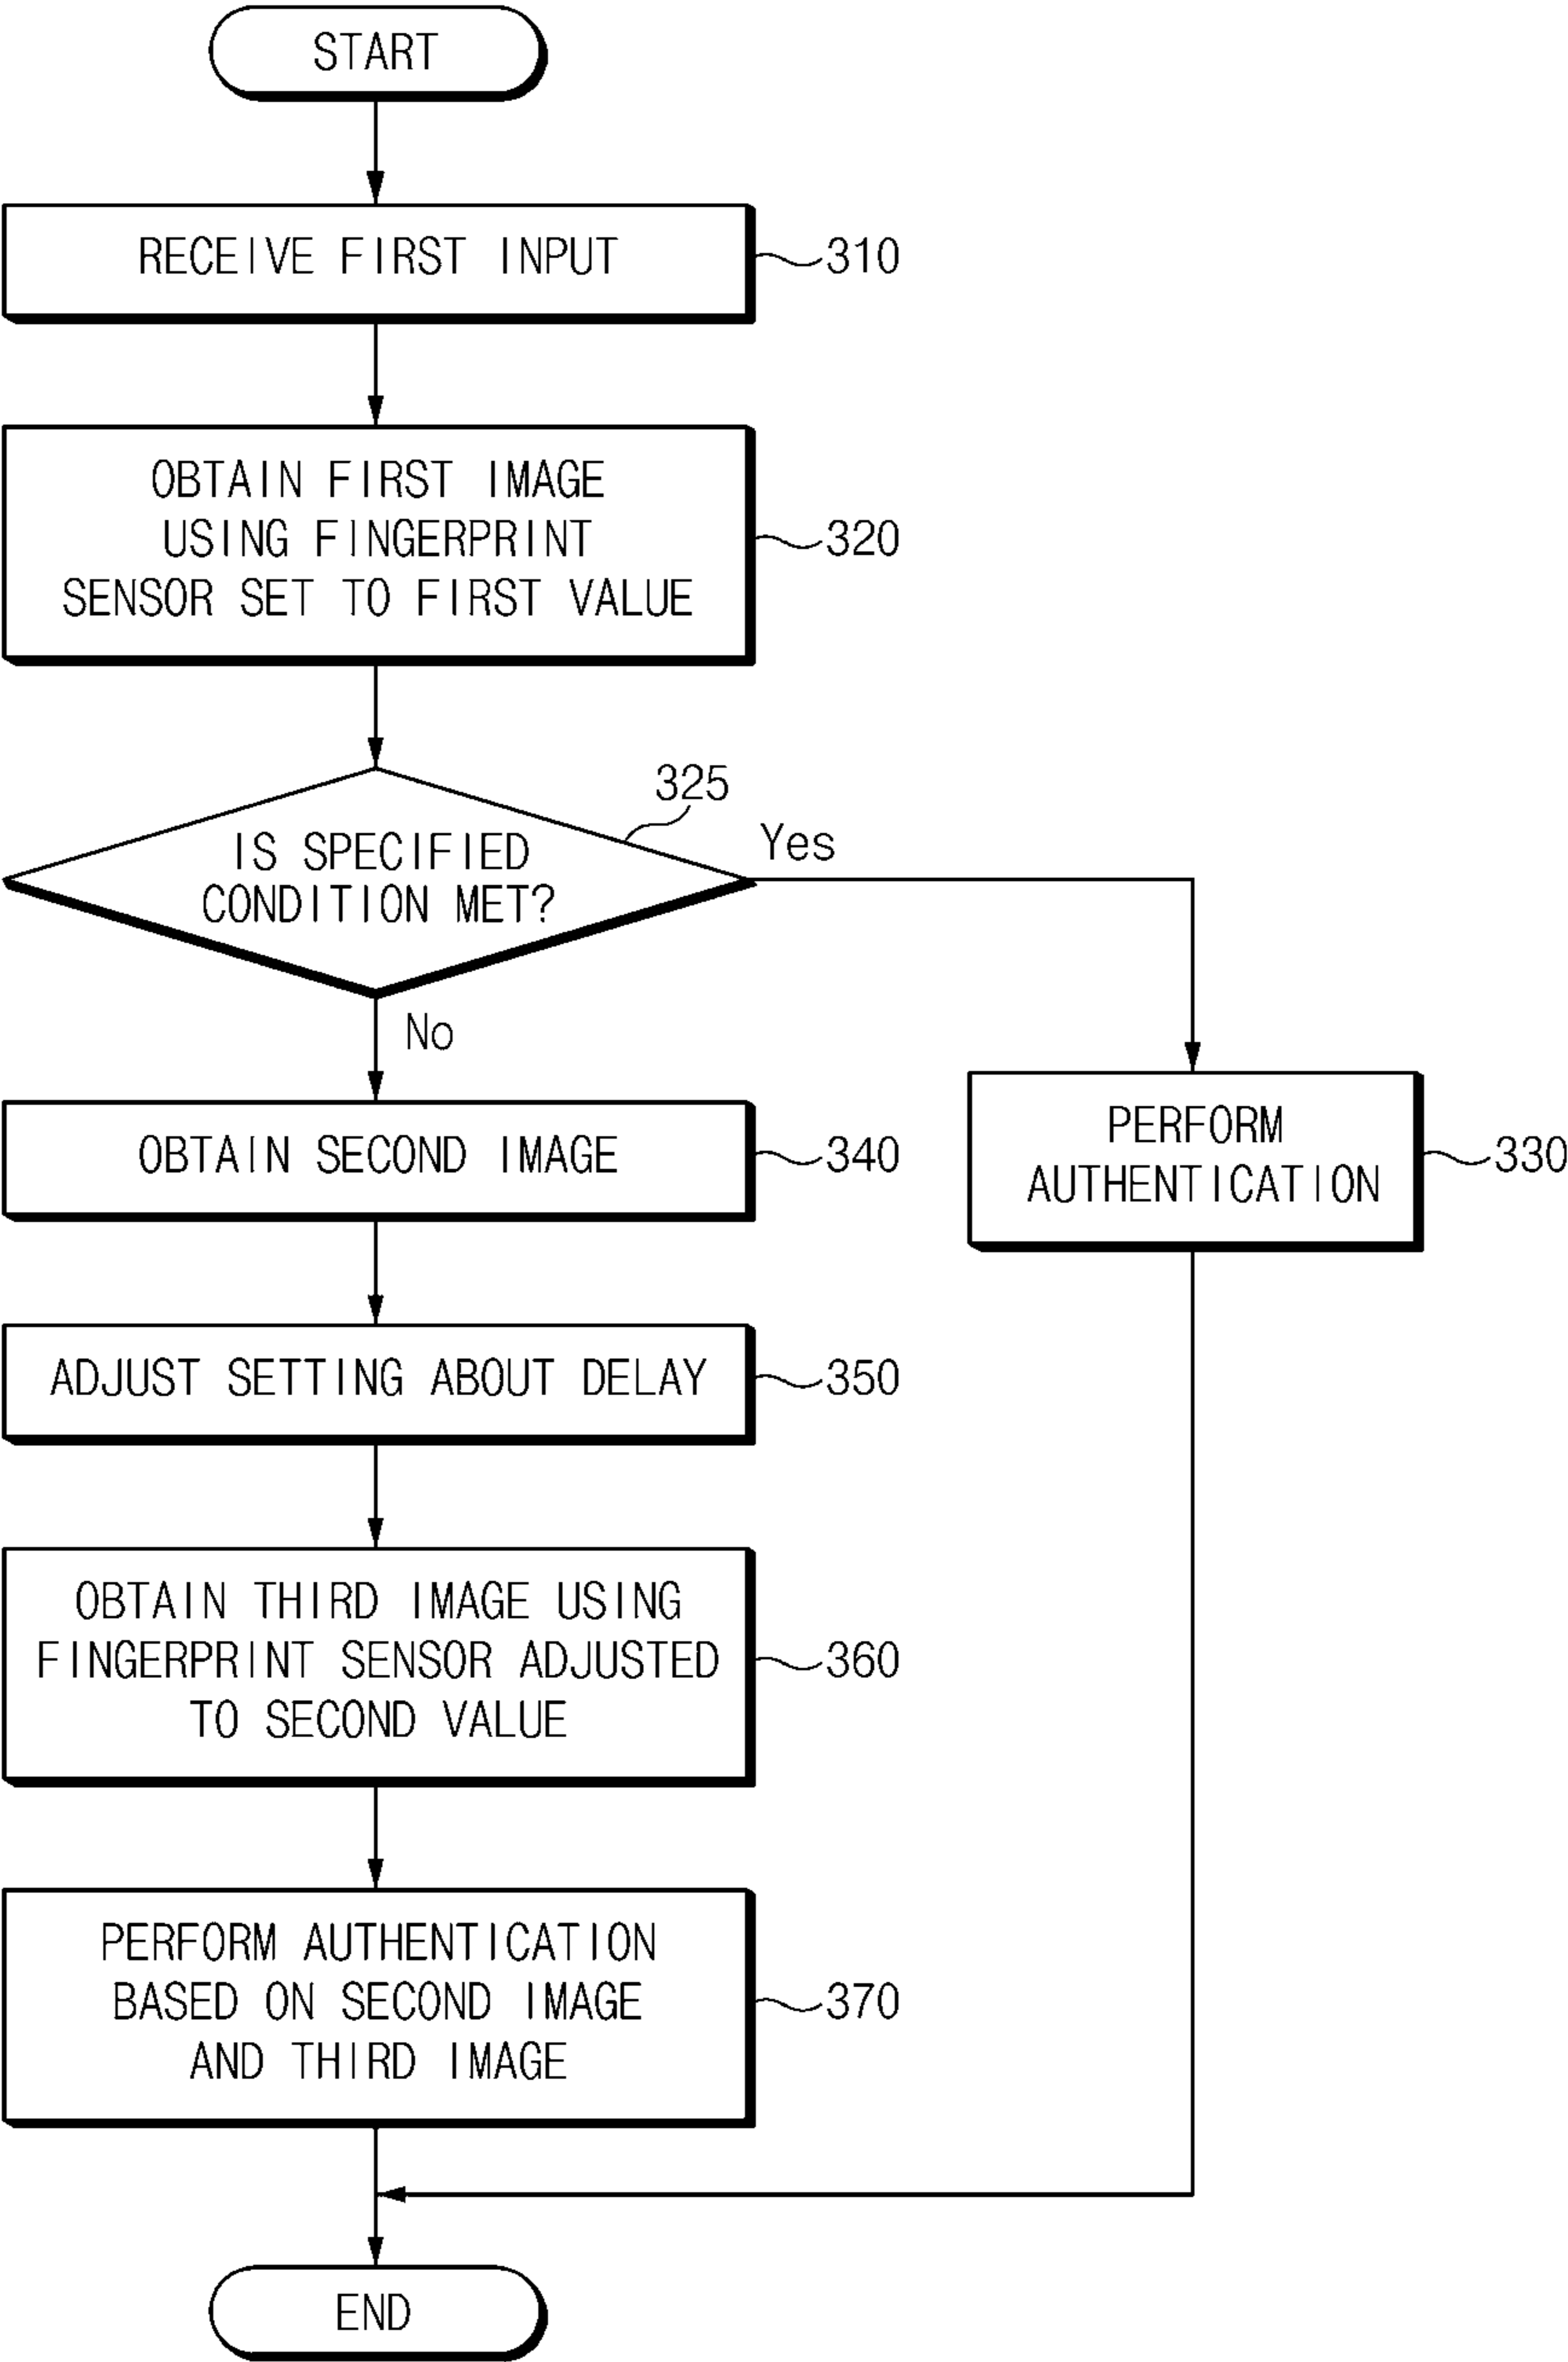 START
RECEIVE FIRST INPUT
310
OBTAIN FIRST IMAGE
USING FINGERPRINT
SENSOR SET TO FIRST VALUE
320
325
IS SPECIFIED
CONDITION MET?
Yes
No
PERFORM
AUTHENTICATION
330
OBTAIN SECOND IMAGE
340
ADJUST SETTING ABOUT DELAY
350
OBTAIN THIRD IMAGE USING
FINGERPRINT SENSOR ADJUSTED
TO SECOND VALUE
360
PERFORM AUTHENTICATION
BASED ON SECOND IMAGE
AND THIRD IMAGE
370
END